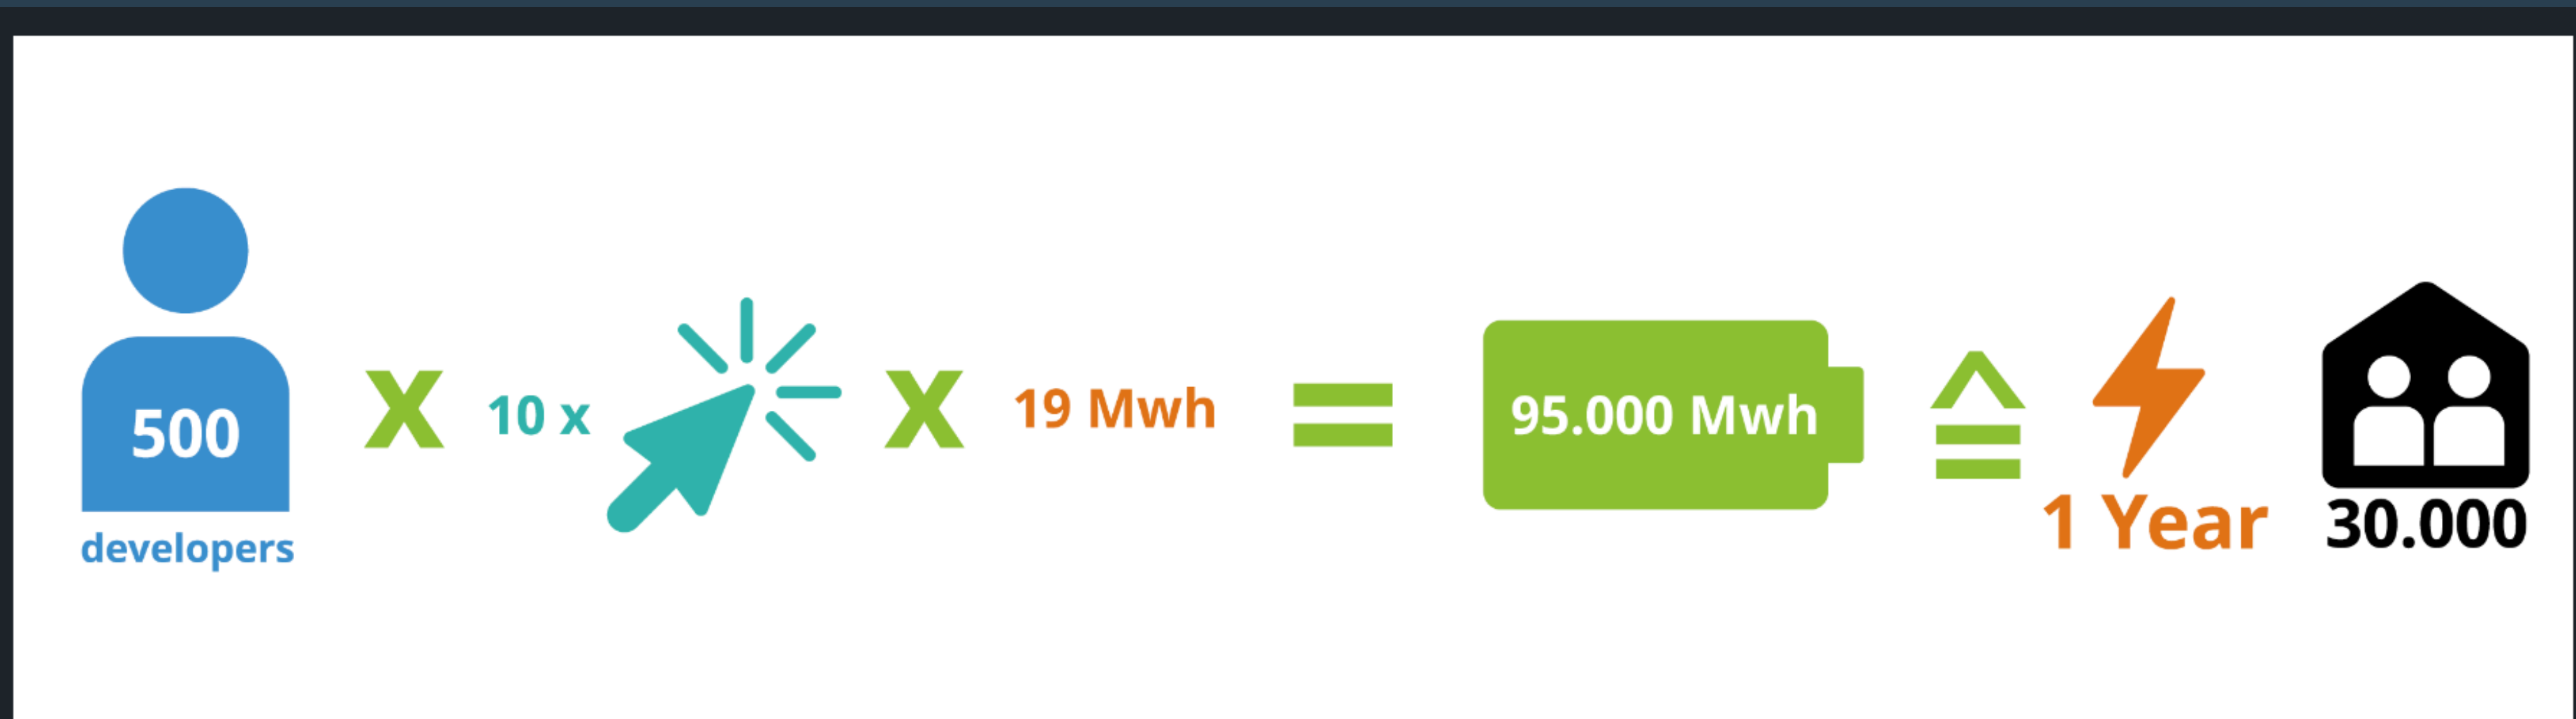 500
developers
X
10 x
X
19 Mwh
=
95.000 Mwh
≙
1 Year
30.000